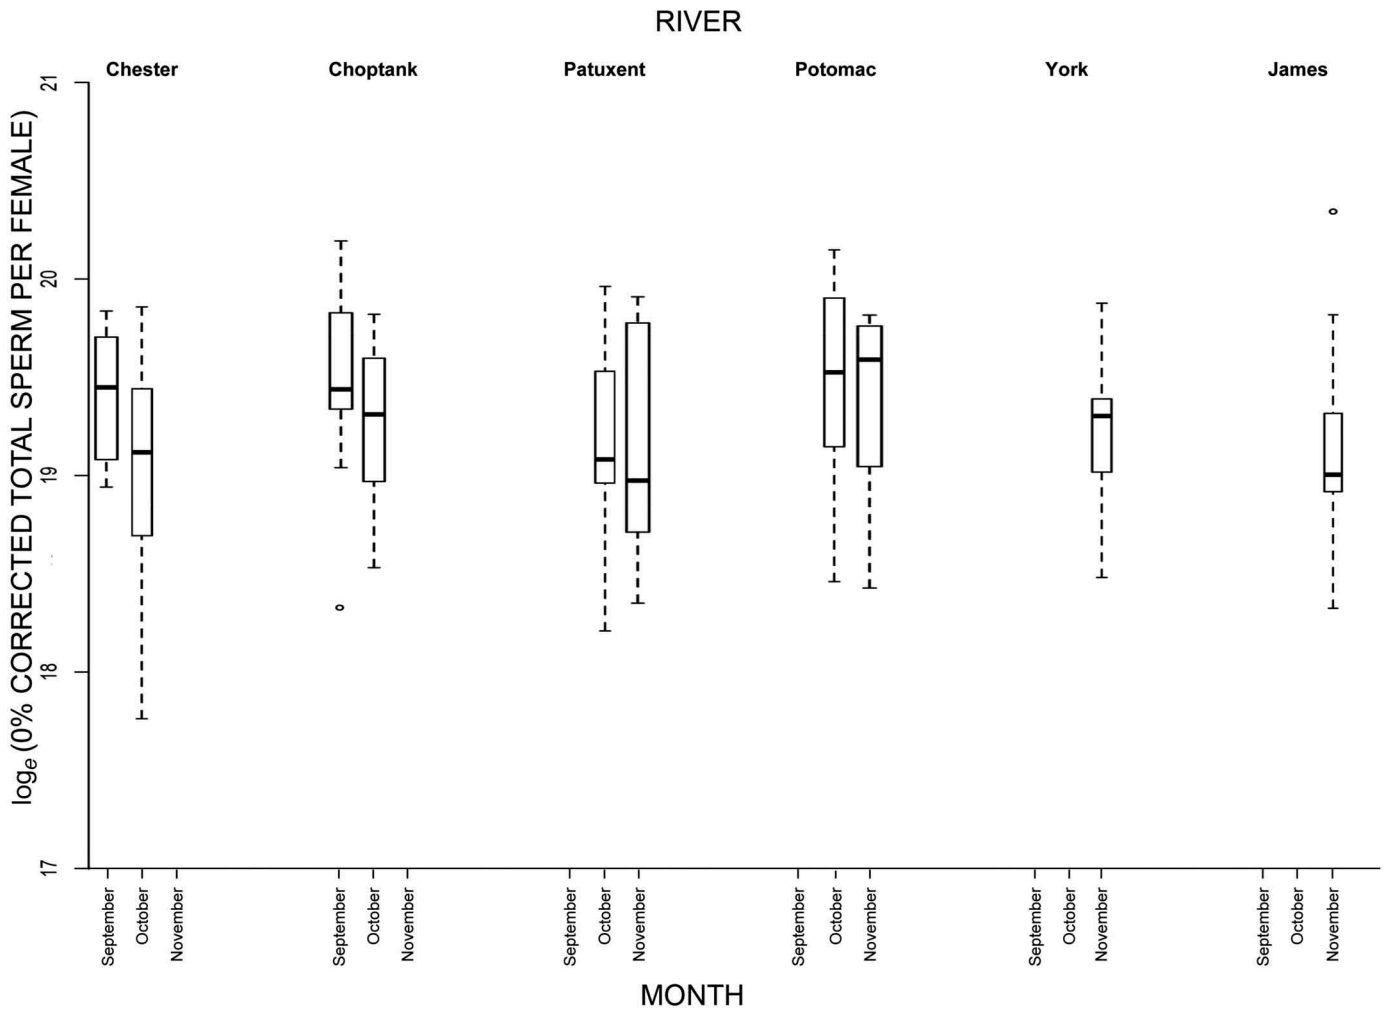 RIVER
Chester Choptank Patuxent Potomac York James
log𝑒 (0% CORRECTED TOTAL SPERM PER FEMALE)
21
20
19
18
17
September October November September October November September October November September October November September October November September October November
MONTH